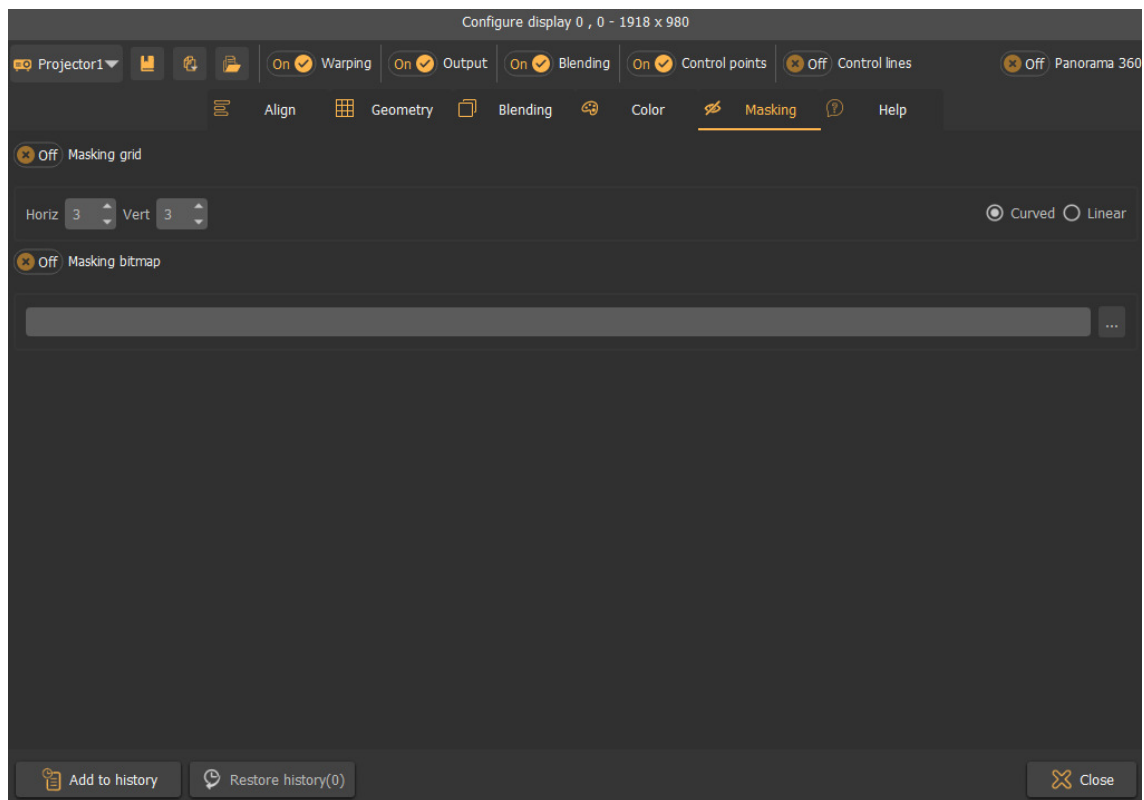 Configure display 0 , 0 - 1918 x 980
Projector1 On Warping On Output On Blending On Control points Off Control lines Off Panorama 360
Align Geometry Blending Color Masking Help
Off Masking grid
Horiz 3 Vert 3 Curved Linear
Off Masking bitmap
...
Add to history Restore history(0) Close